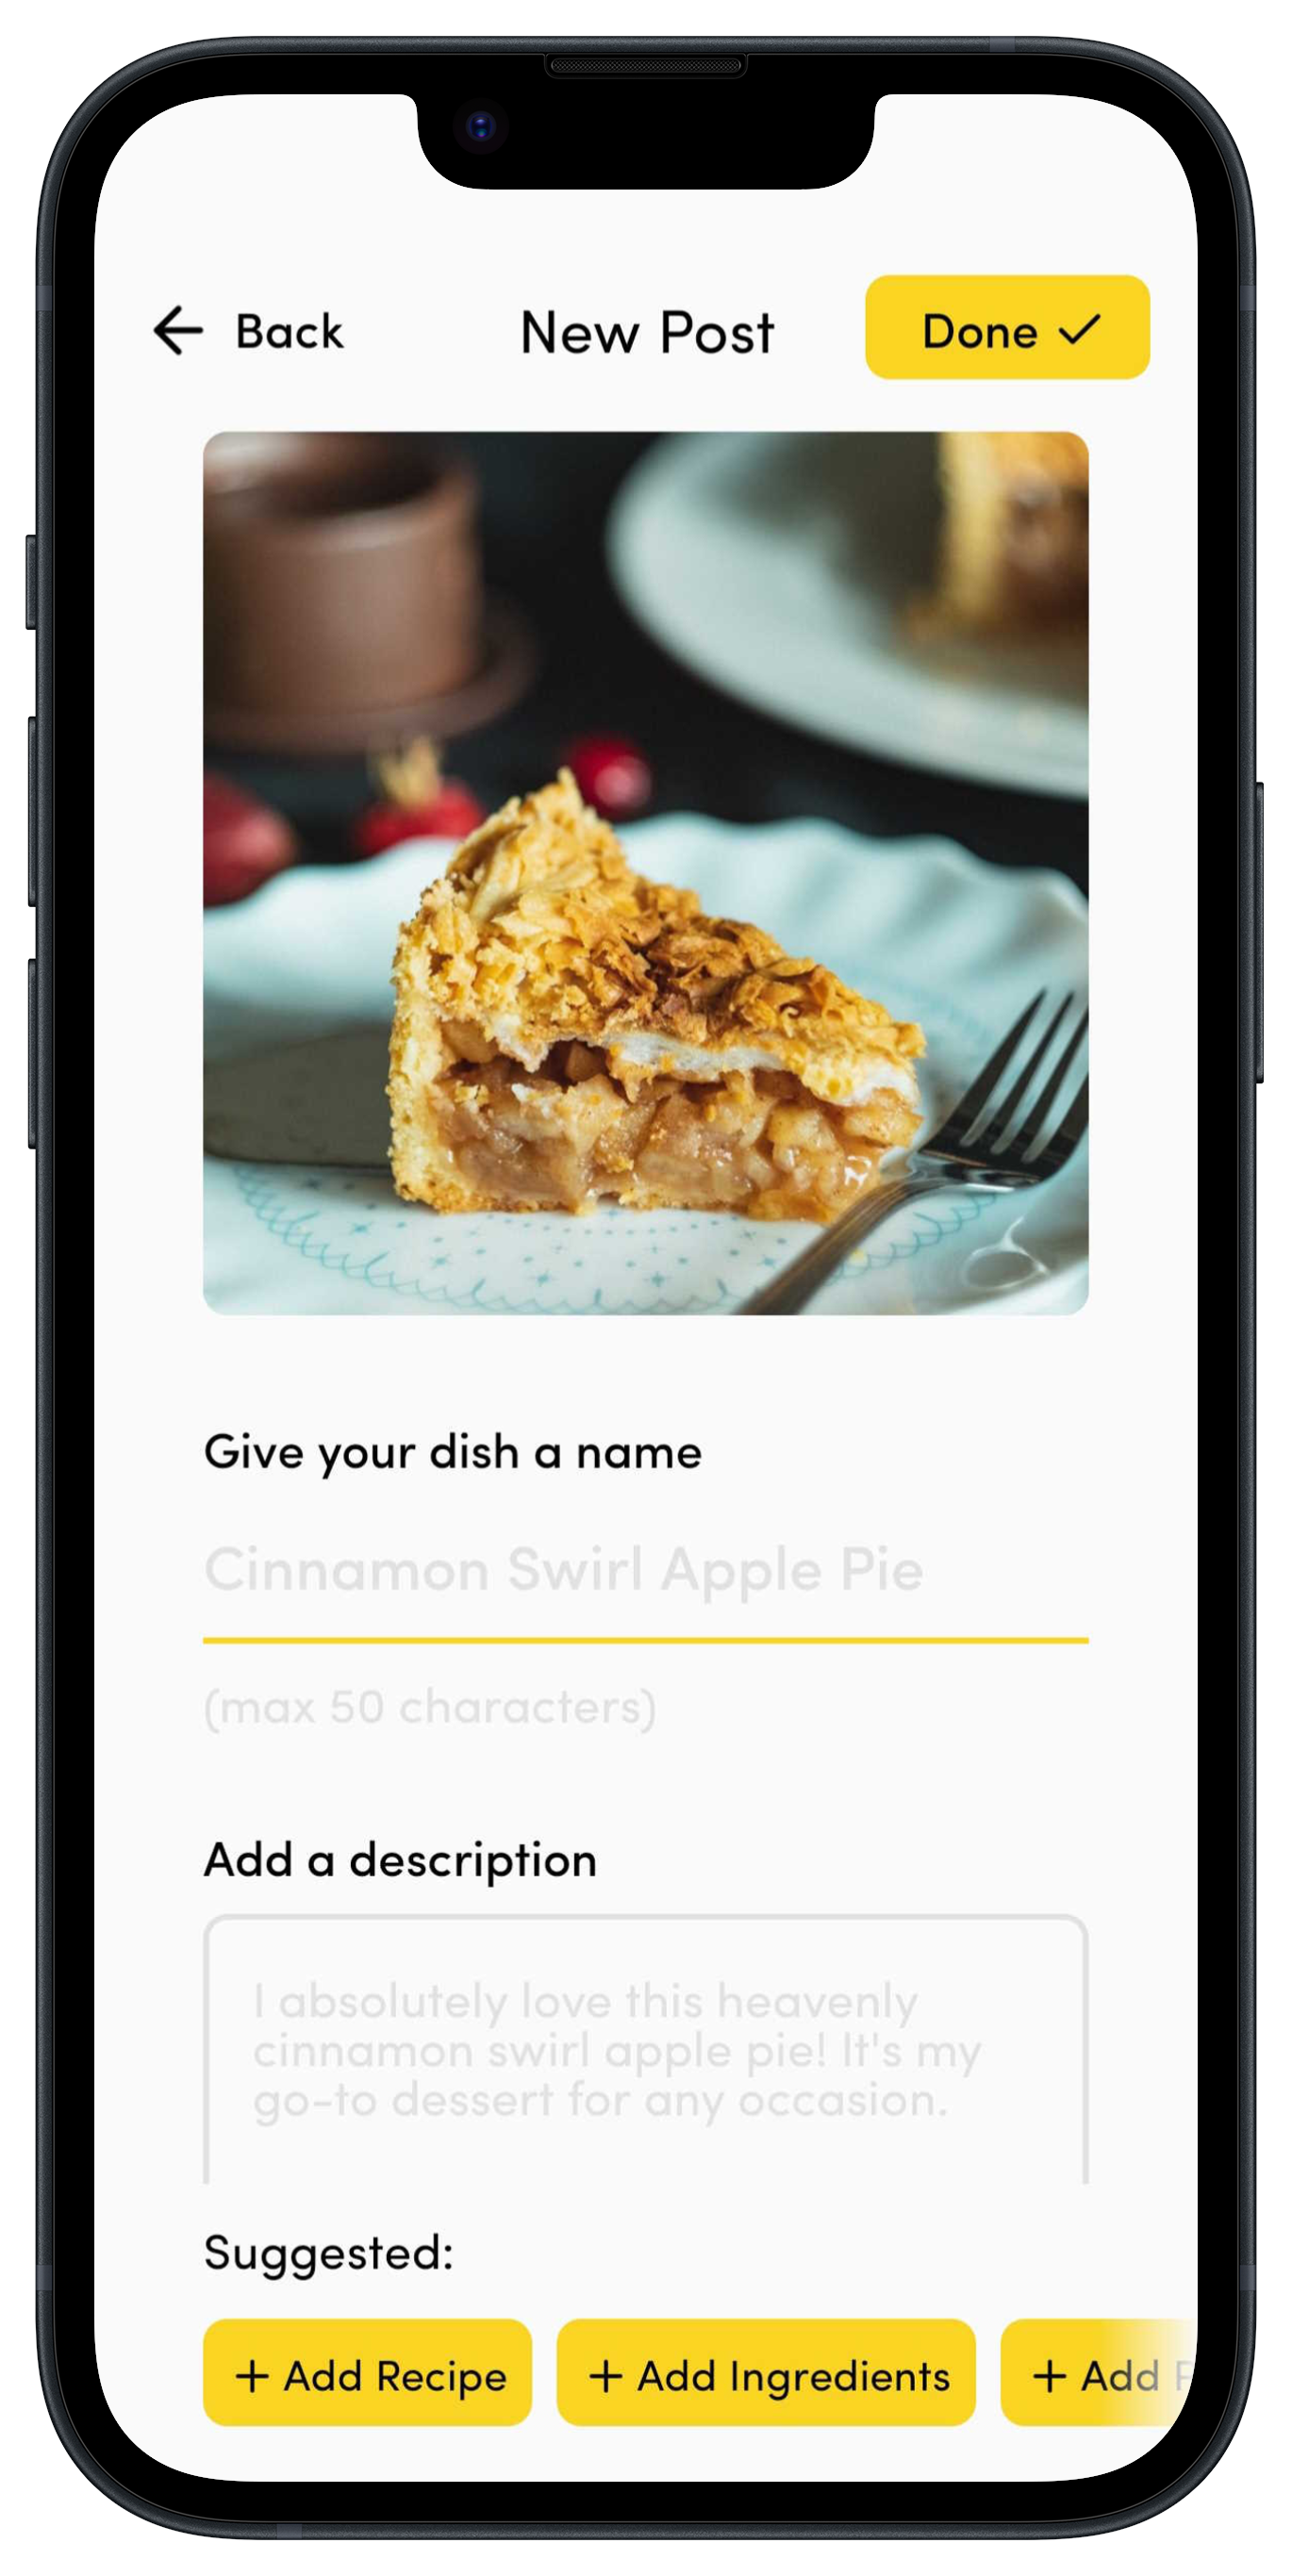 Back
New Post
Done
Give your dish a name
Cinnamon Swirl Apple Pie
(max 50 characters)
Add a description
I absolutely love this heavenly
cinnamon swirl apple pie! It's my
go-to dessert for any occasion.
Suggested:
+ Add Recipe
+ Add Ingredients
+ Add